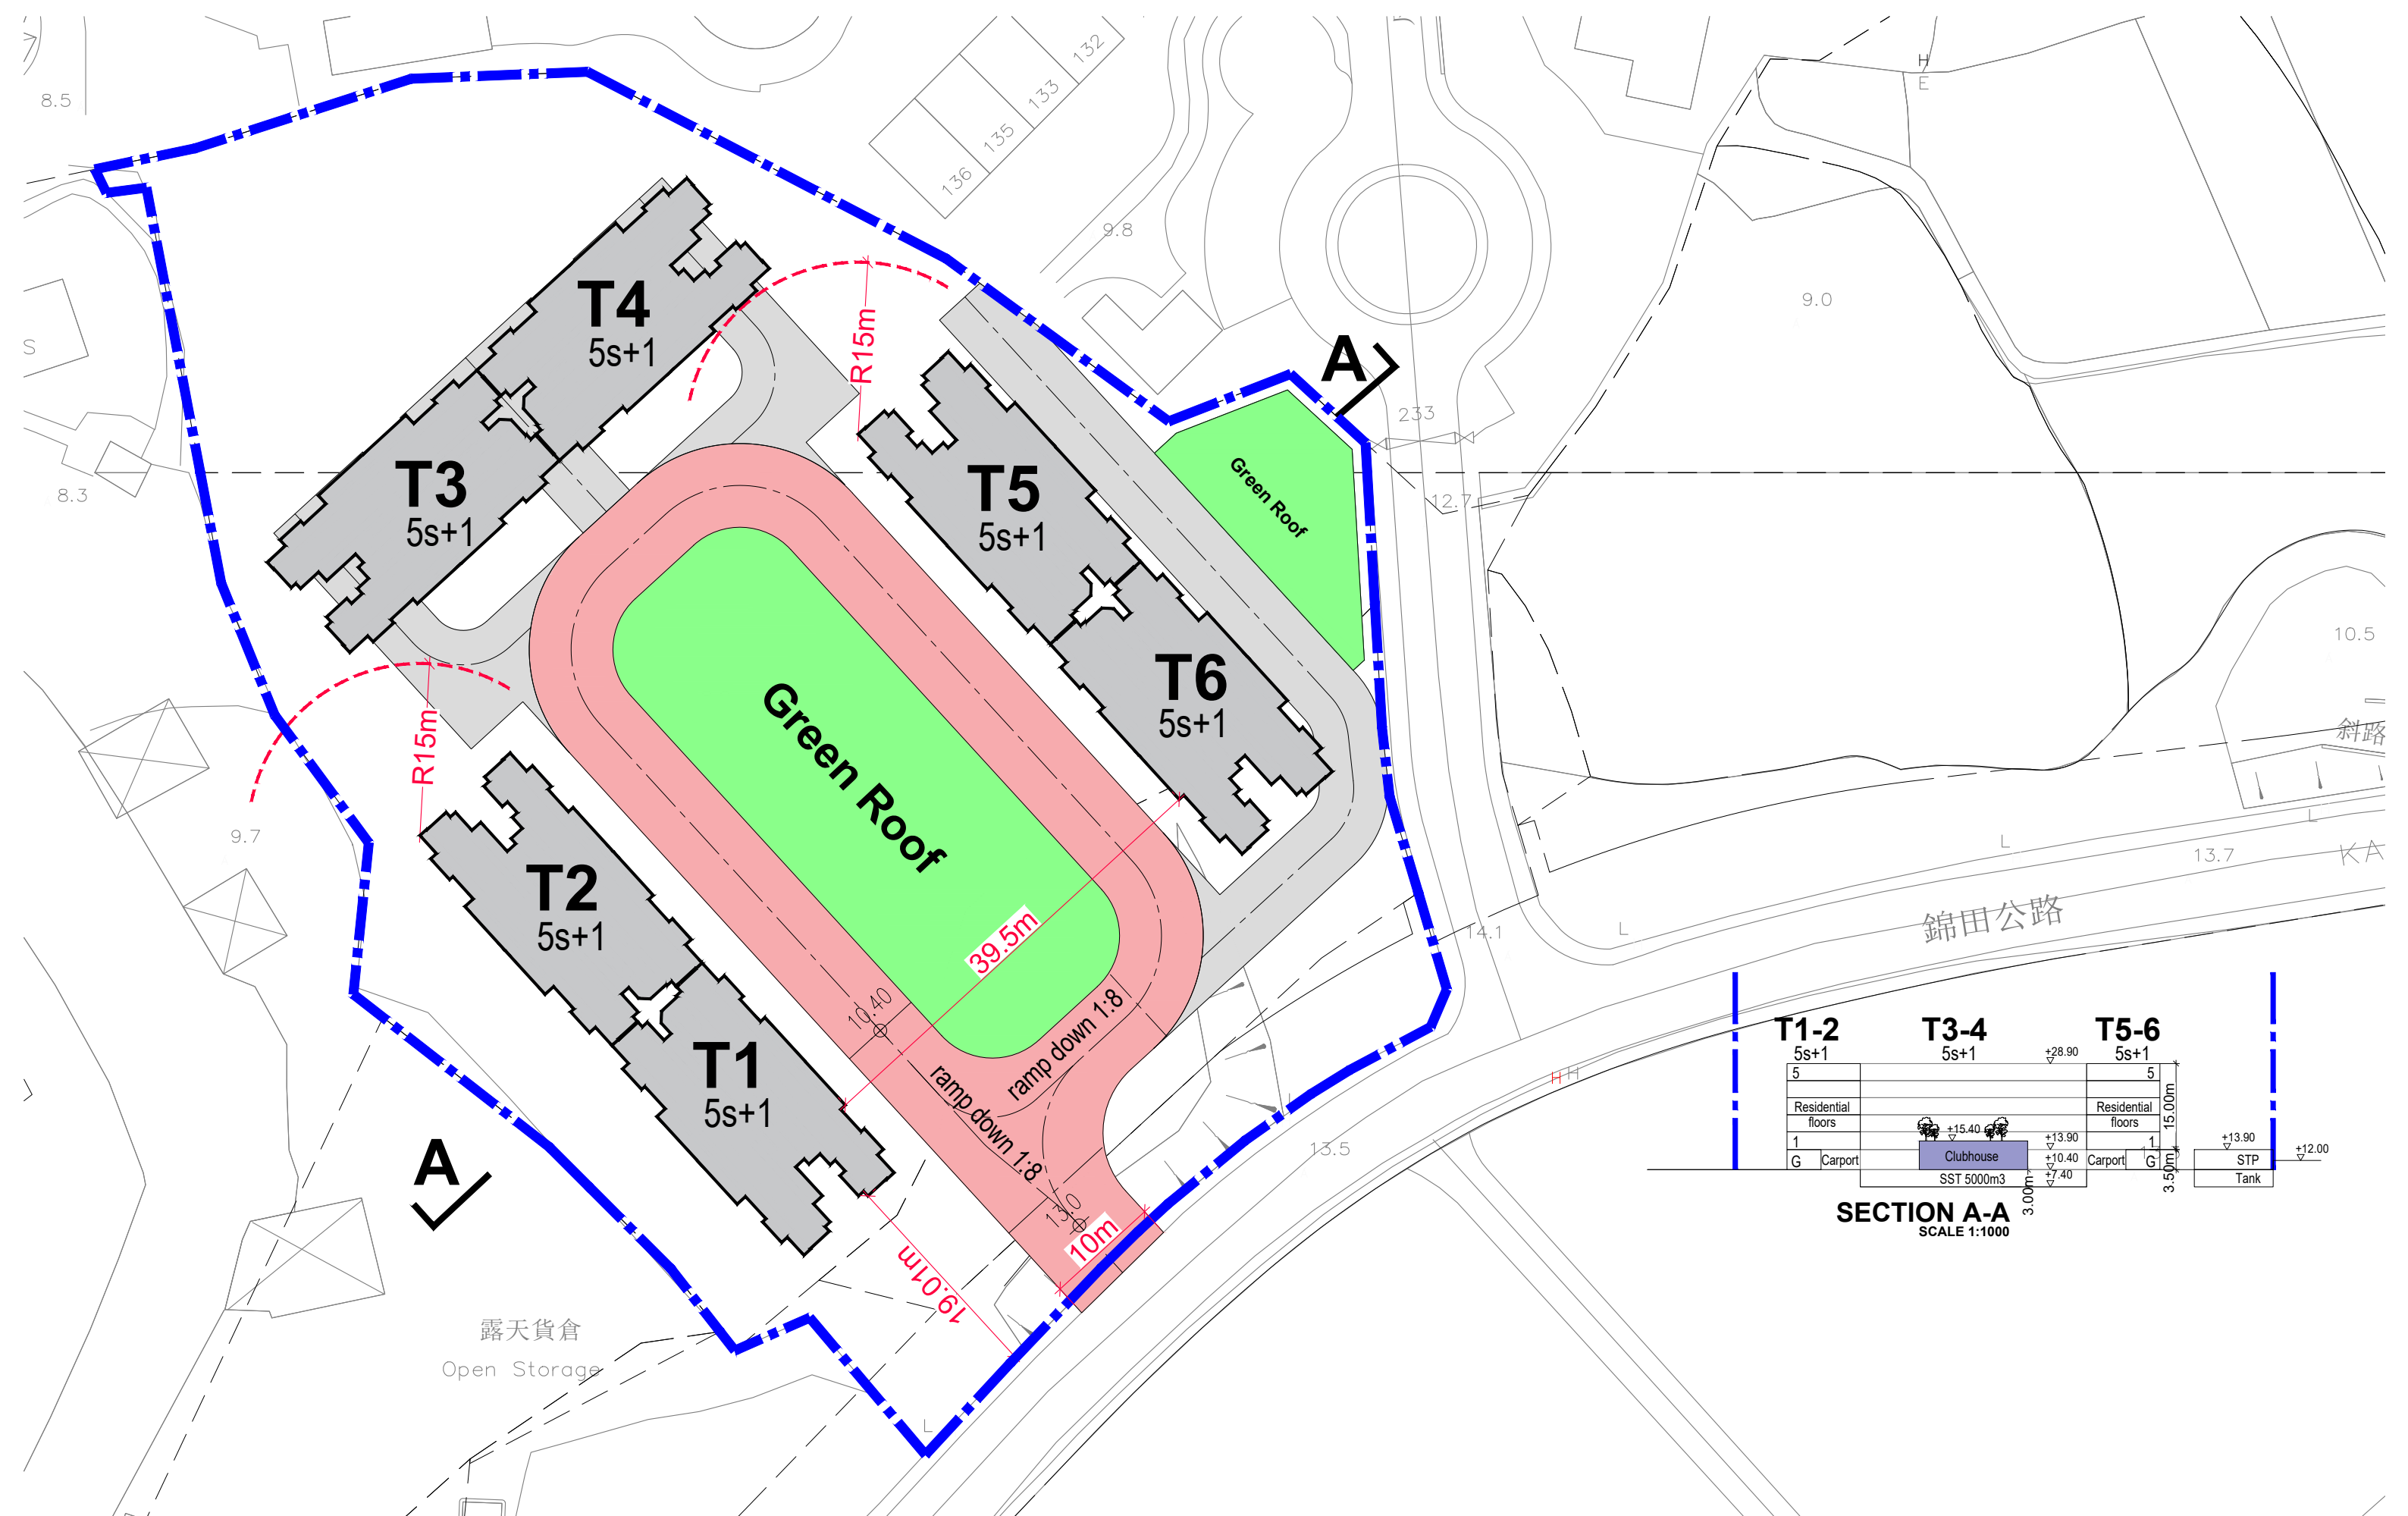 8.5
132
133
135
136
9.8
S
8.3
T4
5s+1
R15m
T3
5s+1
T5
5s+1
T6
5s+1
Green Roof
A
233
12.7
H
E
9.0
10.5
斜路
R15m
9.7
T2
5s+1
T1
5s+1
Green Roof
39.5m
10.40
ramp down 1:8
ramp down 1:8
13.0
10m
19.01m
A
14.1
13.5
L
L
L
L
13.7
KA
錦田公路
H H
露天貨倉
Open Storage
T1-2
5s+1
T3-4
5s+1
T5-6
5s+1
+28.90
5
5
Residential
floors
Residential
floors
15.00m
1
1
+15.40
+13.90
+13.90
+12.00
G
Carport
Clubhouse
+10.40
Carport
G
STP
3.50m
SST 5000m3
+7.40
Tank
3.00m
SECTION A-A
SCALE 1:1000